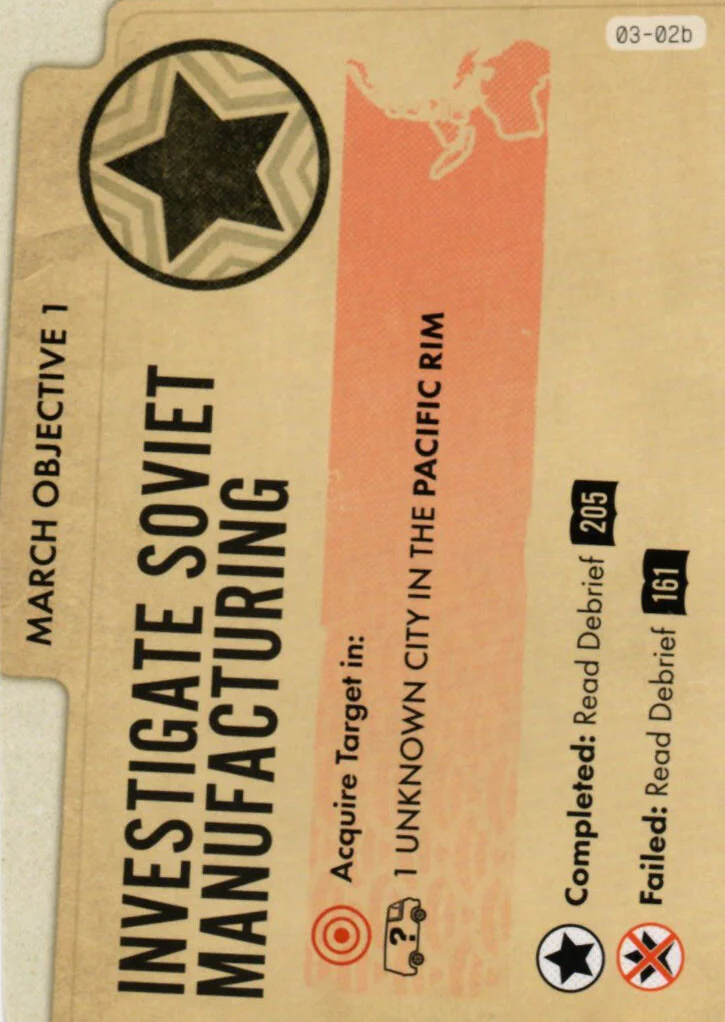 03-02b
MARCH OBJECTIVE 1
INVESTIGATE SOVIET
MANUFACTURING
Acquire Target in:
? 1 UNKNOWN CITY IN THE PACIFIC RIM
Completed: Read Debrief 205
Failed: Read Debrief 161